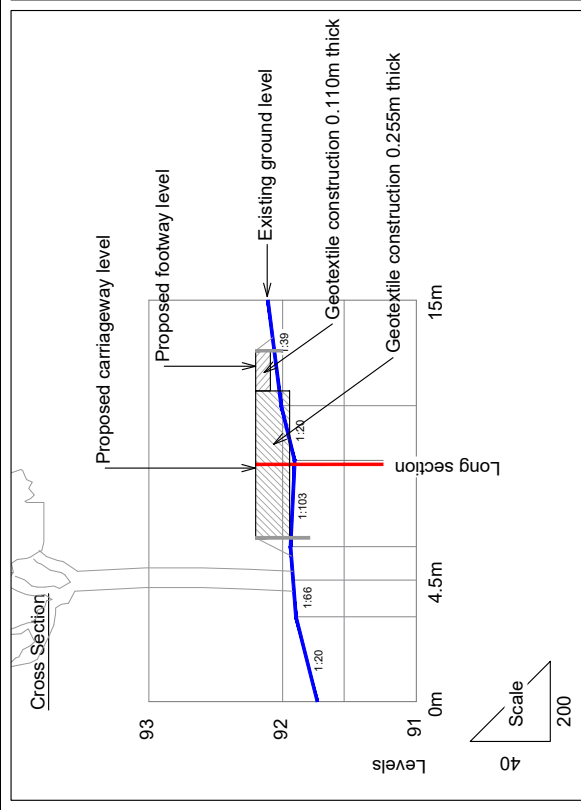 Cross Section
Proposed carriageway level
Proposed footway level
Existing ground level
Geotextile construction 0.110m thick
Geotextile construction 0.255m thick
Long section
93
92
91
Levels
0m
4.5m
15m
1:20
1:66
1:103
1:20
1:39
Scale
40
200